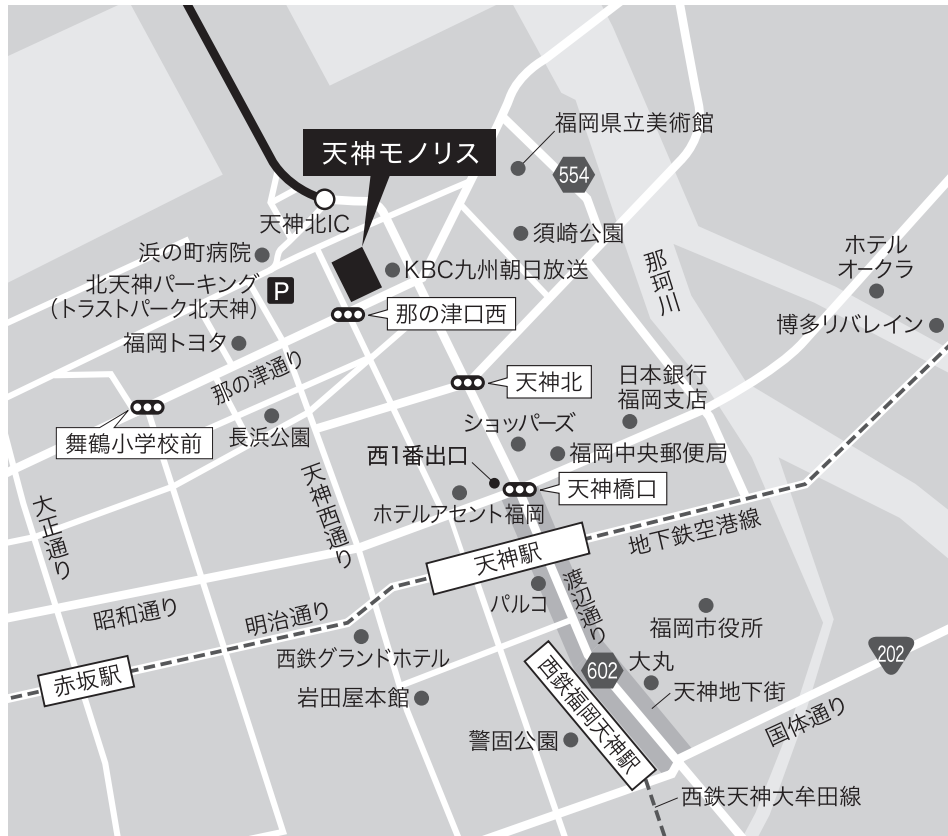 福岡県立美術館
天神モノリス
554
天神北IC
須崎公園
浜の町病院
ホテル
オークラ
KBC九州朝日放送
那珂川
北天神パーキング
(トラストパーク北天神)
P
那の津口西
博多リバレイン
福岡トヨタ
那の津通り
天神北
日本銀行
福岡支店
舞鶴小学校前
長浜公園
ショッパーズ
西1番出口
福岡中央郵便局
天神西通り
天神橋口
大正通り
ホテルアセント福岡
地下鉄空港線
天神駅
渡辺通り
パルコ
昭和通り
明治通り
福岡市役所
西鉄グランドホテル
602
大丸
202
赤坂駅
西鉄福岡天神駅
天神地下街
岩田屋本館
国体通り
警固公園
西鉄天神大牟田線